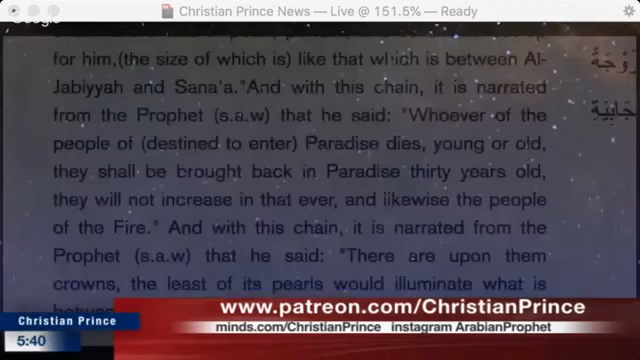 Christian Prince News — Live @ 151.5% — Ready
Google
for him,(the size of which is) like that which is between Al-
Jabiyyah and Sana'a."And with this chain, it is narrated
from the Prophet (s.a.w) that he said: "Whoever of the
people of (destined to enter) Paradise dies, young or old,
they shall be brought back in Paradise thirty years old,
they will not increase in that ever, and likewise the people
of the Fire." And with this chain, it is narrated from the
Prophet (s.a.w) that he said: "There are upon them
crowns, the least of its pearls would illuminate what is
www.patreon.com/ChristianPrince
minds.com/ChristianPrince instagram ArabianProphet
Christian Prince
5:40